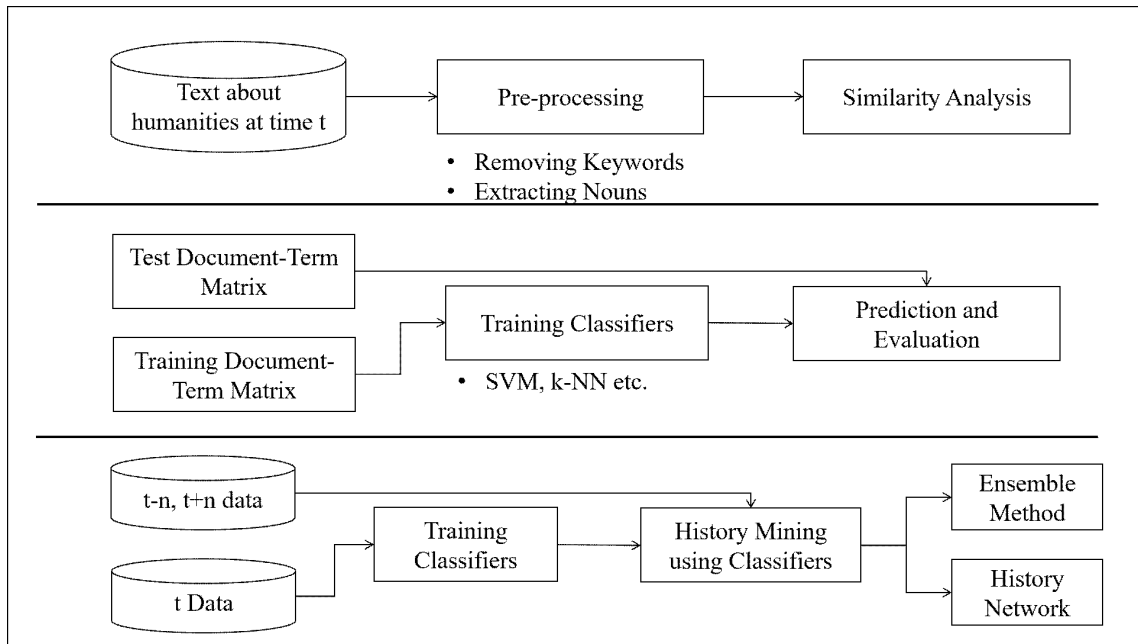 Text about
humanities at time t
Pre-processing
Similarity Analysis
• Removing Keywords
• Extracting Nouns
Test Document-Term
Matrix
Training Document-
Term Matrix
Training Classifiers
• SVM, k-NN etc.
Prediction and
Evaluation
t-n, t+n data
t Data
Training
Classifiers
History Mining
using Classifiers
Ensemble
Method
History
Network